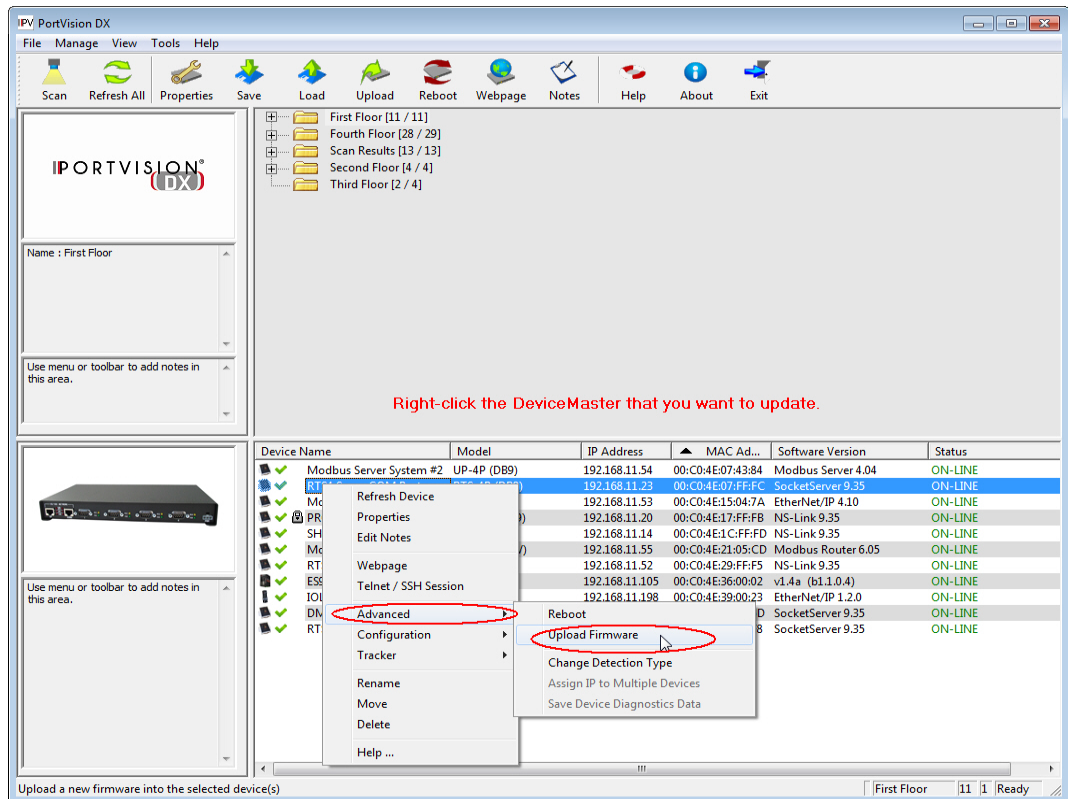 PortVision DX
File Manage View Tools Help
Scan Refresh All Properties Save Load Upload Reboot Webpage Notes Help About Exit
First Floor [11 / 11]
Fourth Floor [28 / 29]
Scan Results [13 / 13]
Second Floor [4 / 4]
Third Floor [2 / 4]
PORTVISION®
DX
Name : First Floor
Use menu or toolbar to add notes in
this area.
Right-click the DeviceMaster that you want to update.
Device Name Model IP Address MAC Ad... Software Version Status
Modbus Server System #2 UP-4P (DB9) 192.168.11.54 00:C0:4E:07:43:84 Modbus Server 4.04 ON-LINE
192.168.11.23 00:C0:4E:07:FF:FC SocketServer 9.35 ON-LINE
Mo 192.168.11.53 00:C0:4E:15:04:7A EtherNet/IP 4.10 ON-LINE
PR 192.168.11.20 00:C0:4E:17:FF:FB NS-Link 9.35 ON-LINE
SH 192.168.11.14 00:C0:4E:1C:FF:FD NS-Link 9.35 ON-LINE
Mo 192.168.11.55 00:C0:4E:21:05:CD Modbus Router 6.05 ON-LINE
RT 192.168.11.52 00:C0:4E:29:FF:F5 NS-Link 9.35 ON-LINE
ES9 192.168.11.105 00:C0:4E:36:00:02 v1.4a (b1.1.0.4) ON-LINE
IOL 192.168.11.198 00:C0:4E:39:00:23 EtherNet/IP 1.2.0 ON-LINE
DM D SocketServer 9.35 ON-LINE
RT 8 SocketServer 9.35 ON-LINE
Refresh Device
Properties
Edit Notes
Webpage
Telnet / SSH Session
Advanced
Configuration
Tracker
Rename
Move
Delete
Help ...
Reboot
Upload Firmware
Change Detection Type
Assign IP to Multiple Devices
Save Device Diagnostics Data
Use menu or toolbar to add notes in
this area.
Upload a new firmware into the selected device(s)
First Floor 11 1 Ready